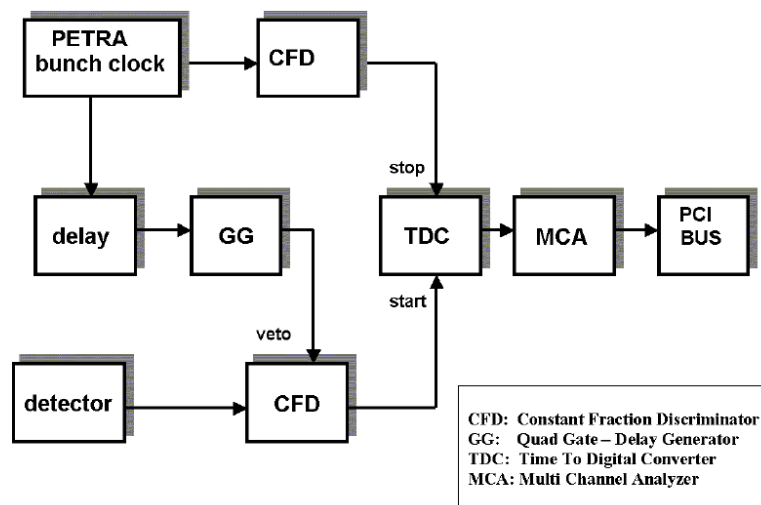 PETRA
bunch clock
CFD
stop
delay
GG
TDC
MCA
PCI
BUS
start
veto
detector
CFD
CFD: Constant Fraction Discriminator
GG: Quad Gate – Delay Generator
TDC: Time To Digital Converter
MCA: Multi Channel Analyzer